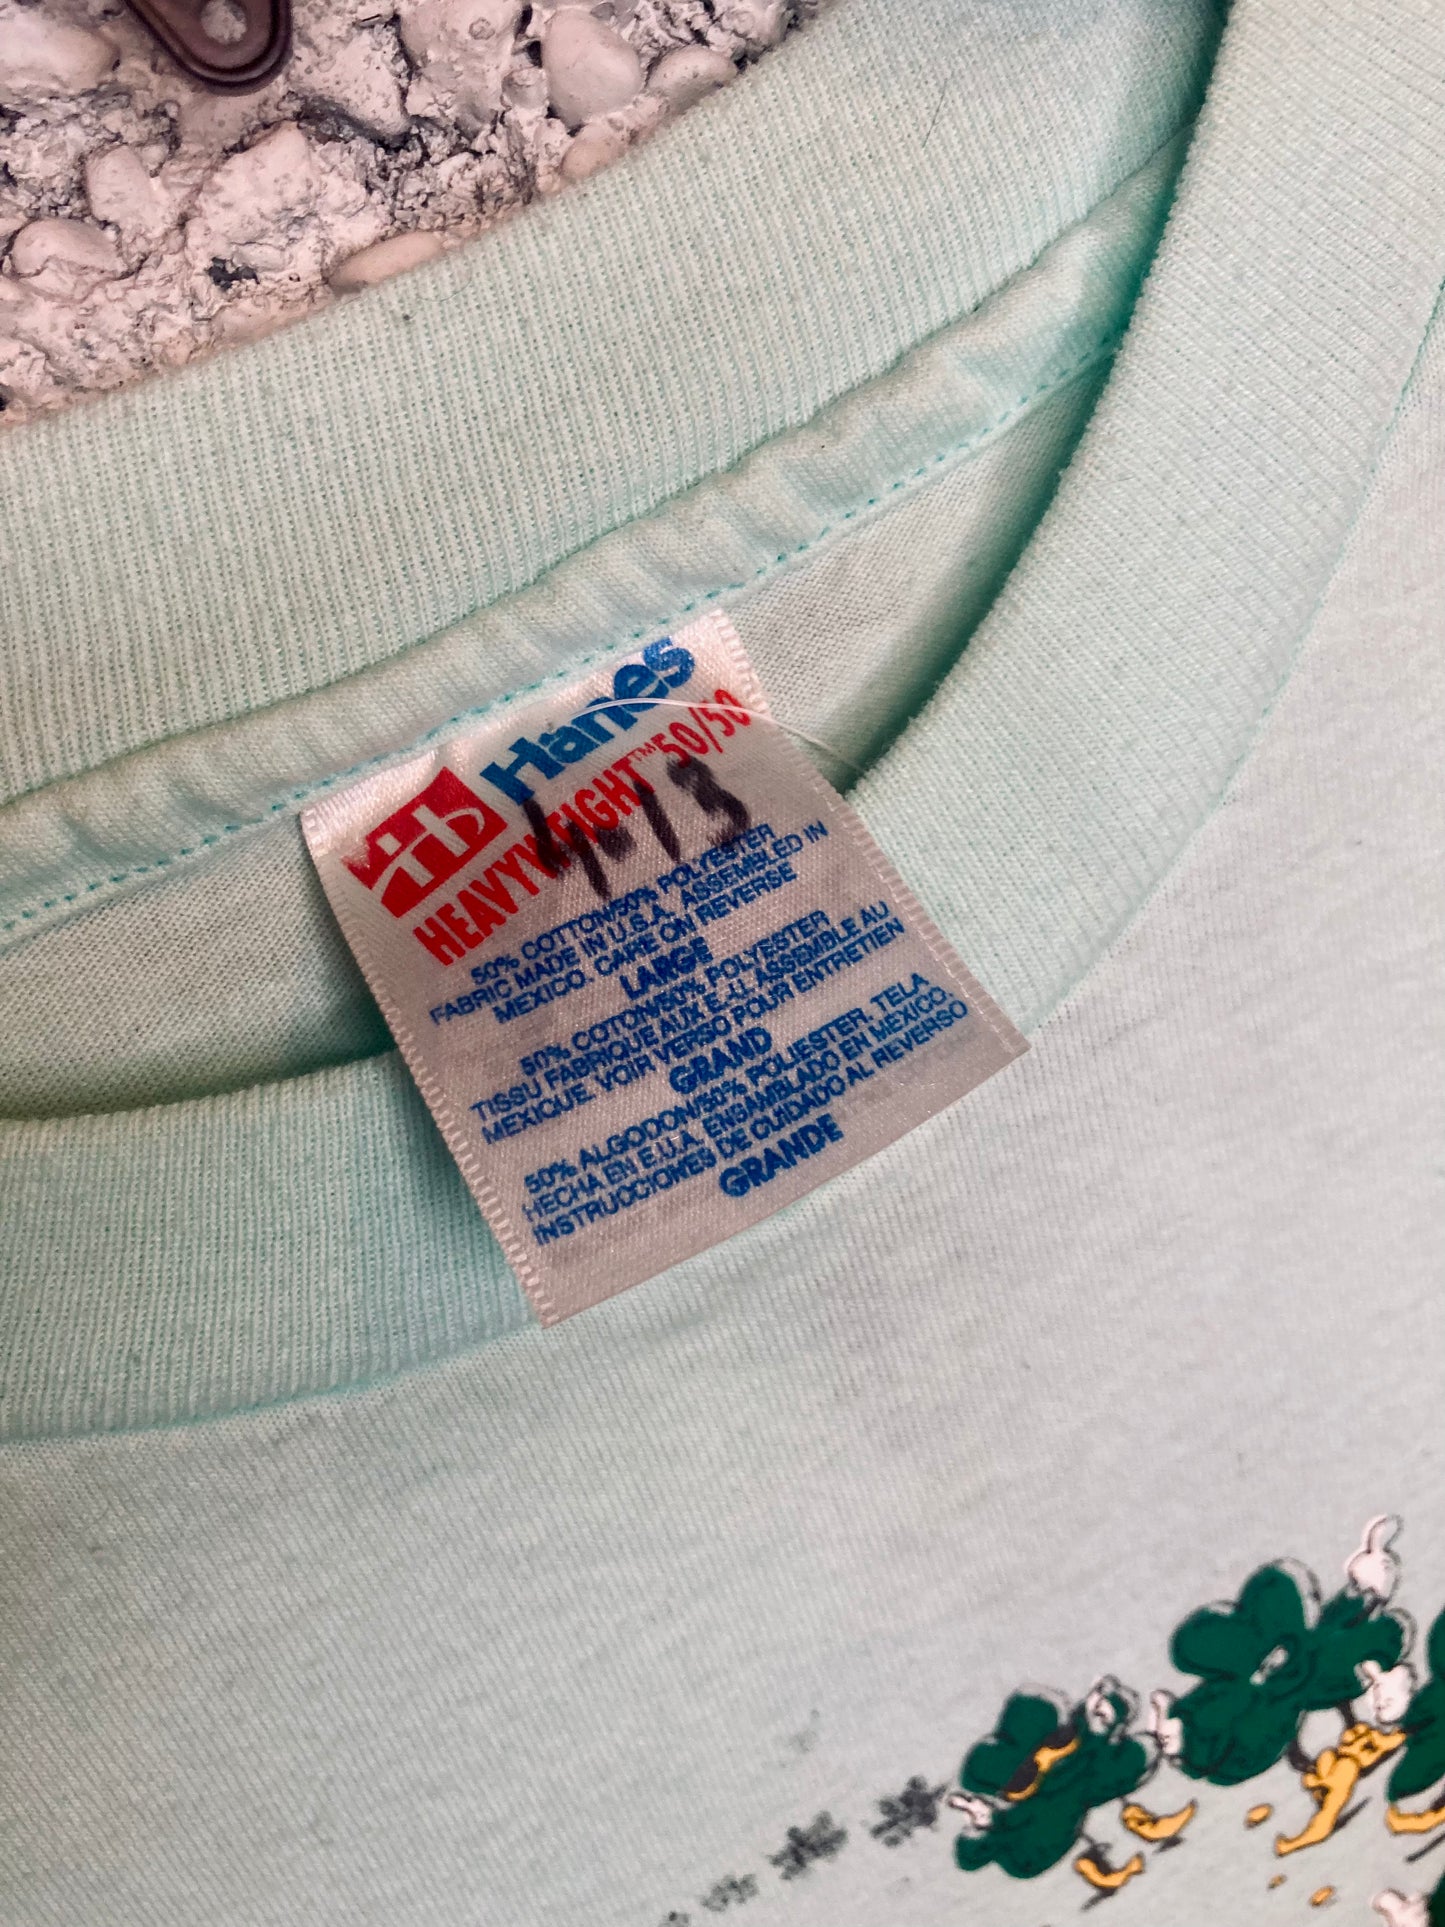 Hanes
HEAVYWEIGHT™ 50/50
4-13
50% COTTON/50% POLYESTER
FABRIC MADE IN U.S.A. ASSEMBLED IN
MEXICO. CARE ON REVERSE
LARGE
50% COTON/50% POLYESTER
TISSU FABRIQUE AUX E.-U. ASSEMBLE AU
MEXIQUE. VOIR VERSO POUR ENTRETIEN
GRAND
50% ALGODON/50% POLIESTER, TELA
HECHA EN E.U.A. ENSAMBLADO EN MEXICO.
INSTRUCCIONES DE CUIDADO AL REVERSO
GRANDE